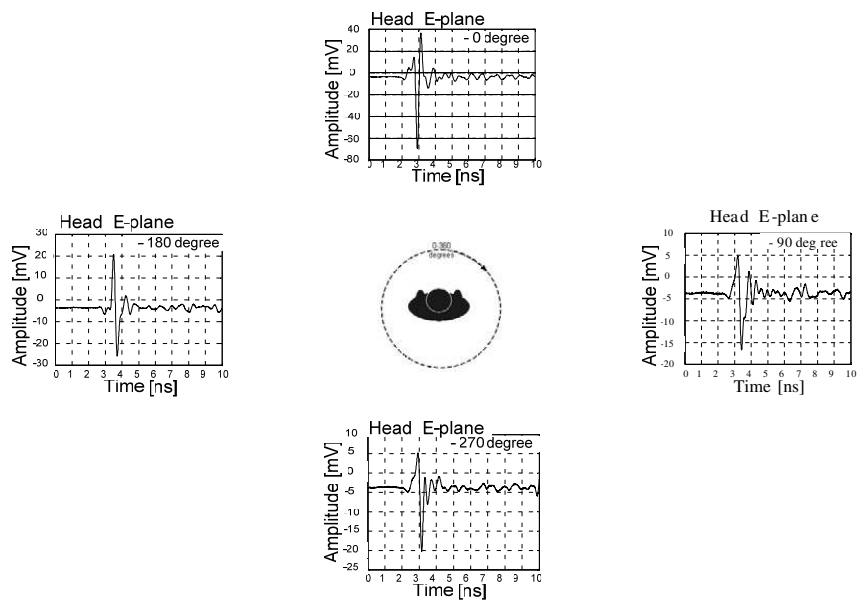 Head E-plane
- 0 degree
Amplitude [mV]
40
20
0
-20
-40
-60
-80
0 1 2 3 4 5 6 7 8 9 10
Time [ns]
Head E-plane
- 180 degree
Amplitude [mV]
30
20
10
0
-10
-20
-30
0 1 2 3 4 5 6 7 8 9 10
Time [ns]
0-360
degrees
Head E-plane
- 90 degree
Amplitude [mV]
10
5
0
-5
-10
-15
-20
0 1 2 3 4 5 6 7 8 9 10
Time [ns]
Head E-plane
- 270 degree
Amplitude [mV]
10
5
0
-5
-10
-15
-20
-25
0 1 2 3 4 5 6 7 8 9 10
Time [ns]